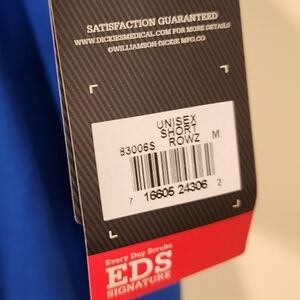 SATISFACTION GUARANTEED
WWW.DICKIESMEDICAL.COM FOR MORE DETAILS
©WILLIAMSON-DICKIE MFG.CO
UNISEX
SHORT
83006S ROWZ M
7 16605 24306 2
Every Day Scrubs
EDS
SIGNATURE